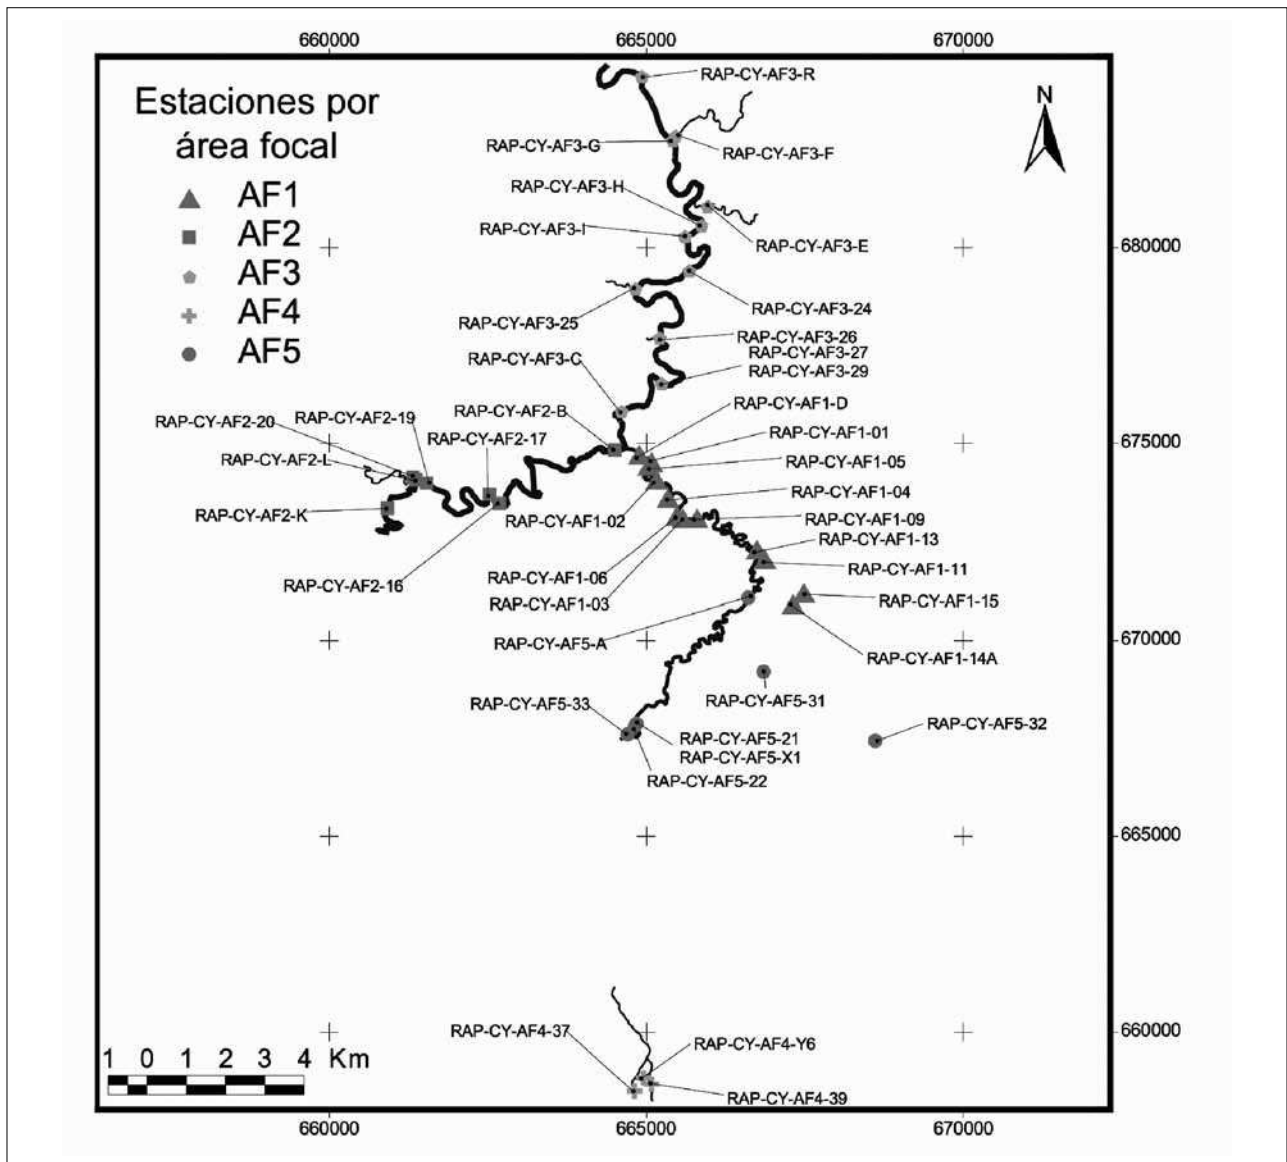 660000
665000
670000
Estaciones por
área focal
AF1
AF2
AF3
AF4
AF5
N
RAP-CY-AF3-R
RAP-CY-AF3-G
RAP-CY-AF3-F
RAP-CY-AF3-H
RAP-CY-AF3-I
RAP-CY-AF3-E
680000
RAP-CY-AF3-24
RAP-CY-AF3-25
RAP-CY-AF3-26
RAP-CY-AF3-27
RAP-CY-AF3-29
RAP-CY-AF3-C
RAP-CY-AF1-D
RAP-CY-AF2-B
RAP-CY-AF2-19
RAP-CY-AF2-20
RAP-CY-AF2-17
RAP-CY-AF1-01
675000
RAP-CY-AF2-L
RAP-CY-AF1-05
RAP-CY-AF1-04
RAP-CY-AF2-K
RAP-CY-AF1-02
RAP-CY-AF1-09
RAP-CY-AF1-13
RAP-CY-AF1-11
RAP-CY-AF2-16
RAP-CY-AF1-06
RAP-CY-AF1-03
RAP-CY-AF1-15
RAP-CY-AF5-A
670000
RAP-CY-AF1-14A
RAP-CY-AF5-31
RAP-CY-AF5-33
RAP-CY-AF5-32
RAP-CY-AF5-21
RAP-CY-AF5-X1
RAP-CY-AF5-22
665000
RAP-CY-AF4-37
660000
RAP-CY-AF4-Y6
RAP-CY-AF4-39
1 0 1 2 3 4 Km
660000
665000
670000